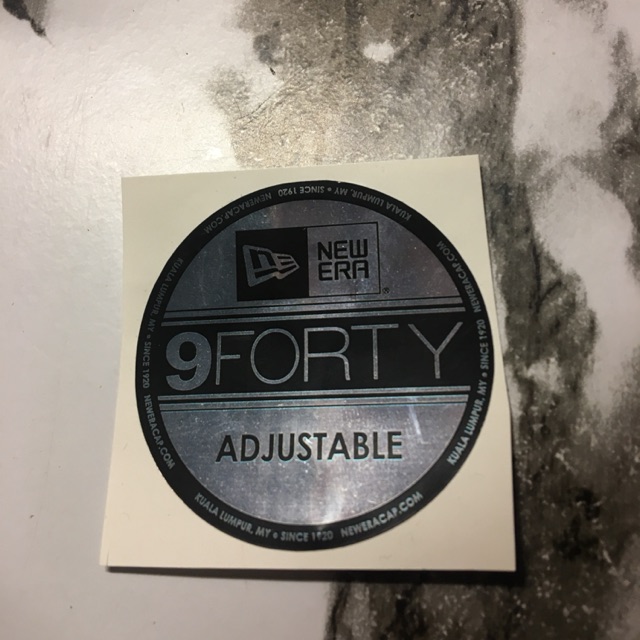 NEW
ERA
9FORTY
ADJUSTABLE
KUALA LUMPUR, MY • SINCE 1920 NEWERACAP.COM
KUALA LUMPUR, MY • SINCE 1920 NEWERACAP.COM
KUALA LUMPUR, MY • SINCE 1920 NEWERACAP.COM
KUALA LUMPUR, MY • SINCE 1920 NEWERACAP.COM